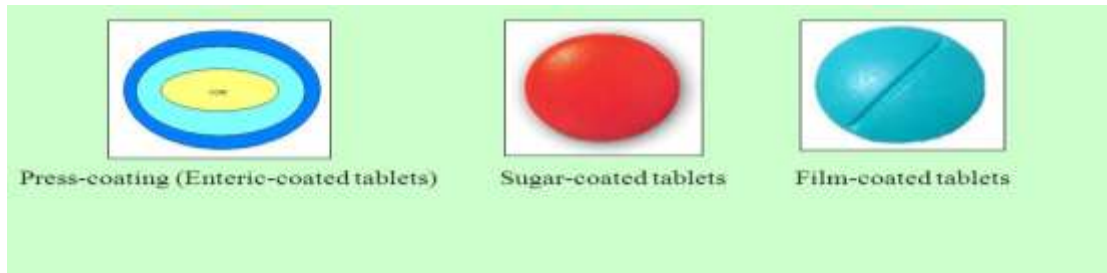 Press-coating (Enteric-coated tablets)
Sugar-coated tablets
Film-coated tablets